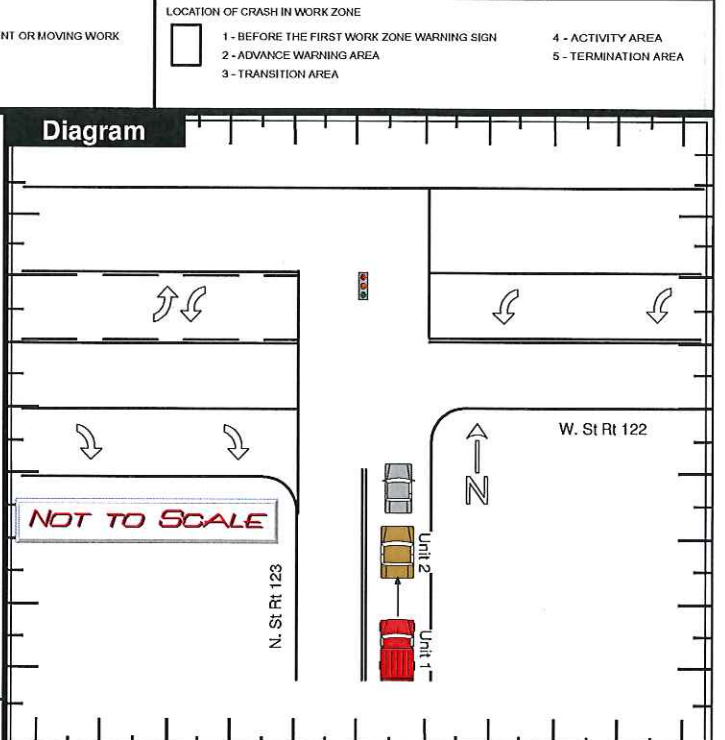 LOCATION OF CRASH IN WORK ZONE
NT OR MOVING WORK
1 - BEFORE THE FIRST WORK ZONE WARNING SIGN
4 - ACTIVITY AREA
2 - ADVANCE WARNING AREA
5 - TERMINATION AREA
3 - TRANSITION AREA
Diagram
W. St Rt 122
N
NOT TO SCALE
Unit 2
N. St Rt 123
Unit 1